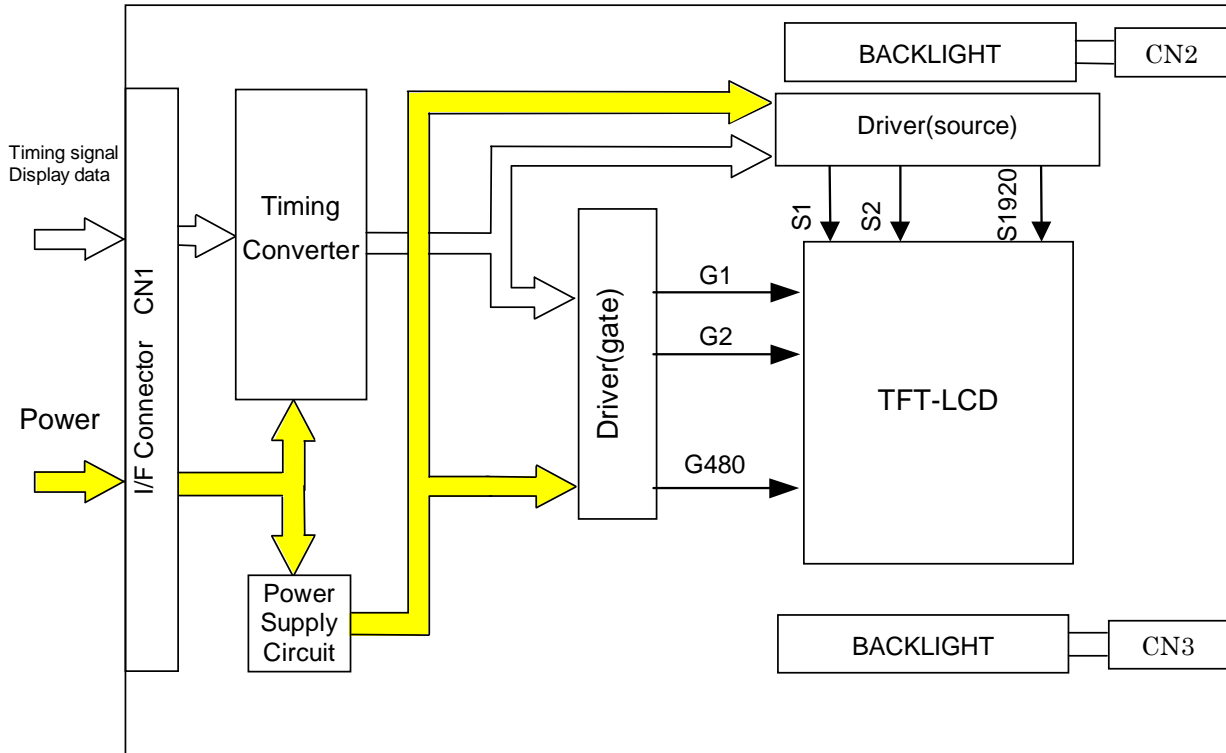 BACKLIGHT
CN2
Driver(source)
Timing signal
Display data
Timing
Converter
S1
S2
S1920
I/F Connector CN1
G1
Driver(gate)
G2
TFT-LCD
Power
G480
Power
Supply
Circuit
BACKLIGHT
CN3